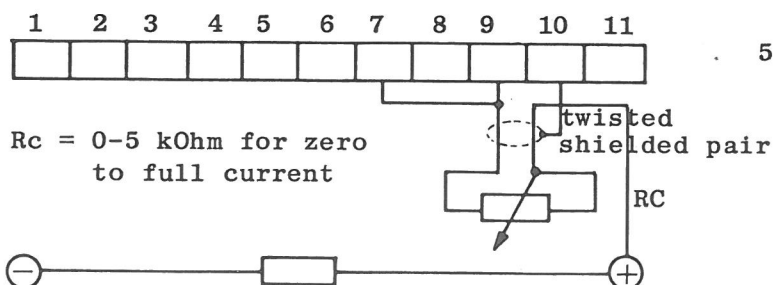 1 2 3 4 5 6 7 8 9 10 11
5
Rc = 0-5 kOhm for zero
to full current
twisted
shielded pair
RC
−
+